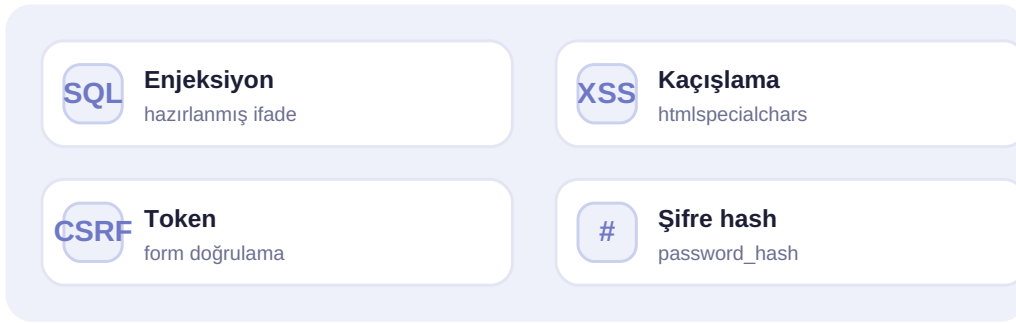 SQL
Enjeksiyon
hazırlanmış ifade
XSS
Kaçışlama
htmlspecialchars
CSRF
Token
form doğrulama
#
Şifre hash
password_hash